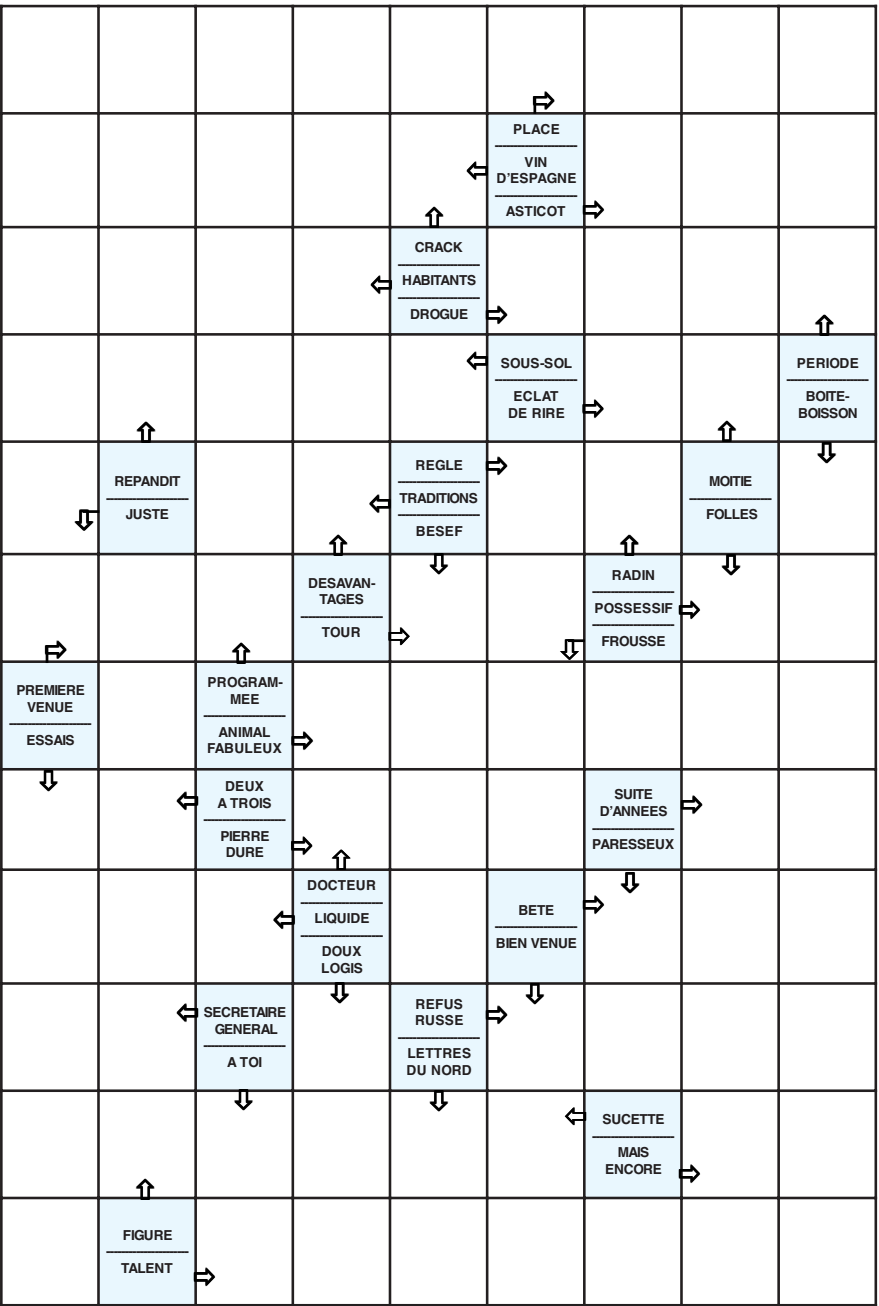 PLACE
VIN
D'ESPAGNE
ASTICOT
CRACK
HABITANTS
DROGUE
SOUS-SOL
ECLAT
DE RIRE
PERIODE
BOITE-
BOISSON
REPANDIT
JUSTE
REGLE
TRADITIONS
BESEF
MOITIE
FOLLES
DESAVAN-
TAGES
TOUR
RADIN
POSSESSIF
FROUSSE
PREMIERE
VENUE
ESSAIS
PROGRAM-
MEE
ANIMAL
FABULEUX
DEUX
A TROIS
PIERRE
DURE
SUITE
D'ANNEES
PARESSEUX
DOCTEUR
LIQUIDE
DOUX
LOGIS
BETE
BIEN VENUE
SECRETAIRE
GENERAL
A TOI
REFUS
RUSSE
LETTRES
DU NORD
SUCETTE
MAIS
ENCORE
FIGURE
TALENT